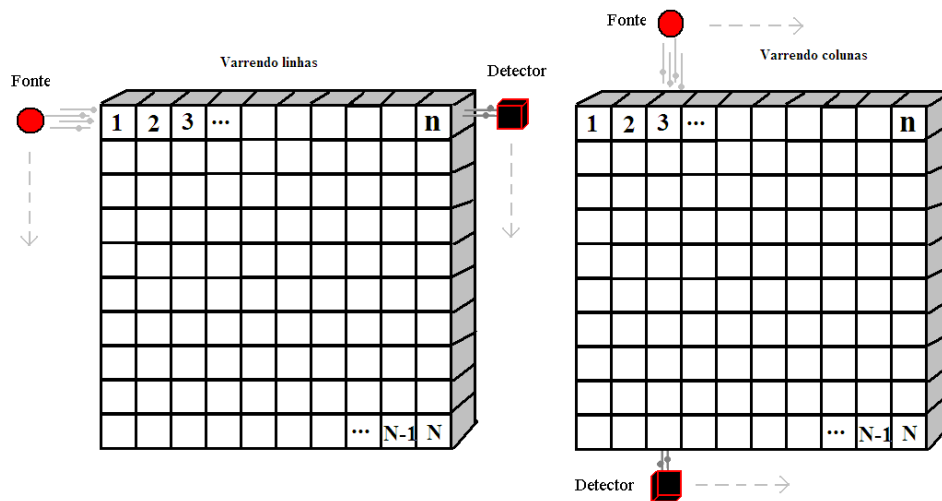 Varrendo linhas
Fonte
Detector
1 2 3 ... n
... N-1 N
Fonte
Varrendo colunas
1 2 3 ... n
... N-1 N
Detector